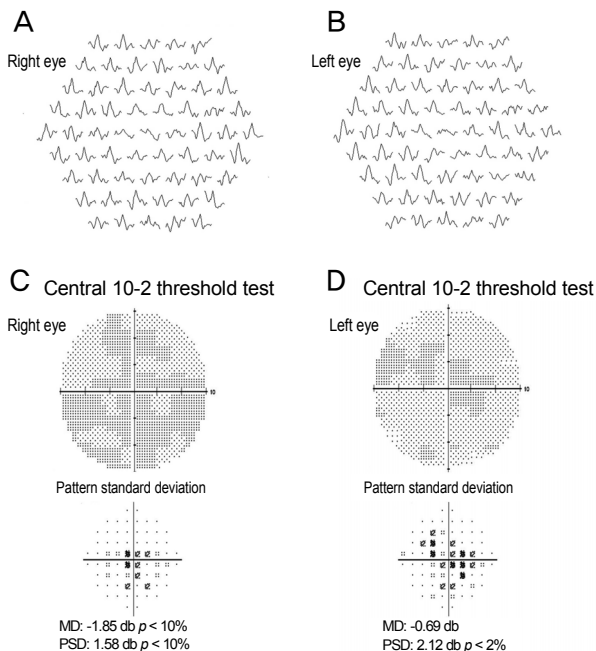 A
Right eye
B
Left eye
C Central 10-2 threshold test
Right eye
10
Pattern standard deviation
MD: -1.85 db p < 10%
PSD: 1.58 db p < 10%
D Central 10-2 threshold test
Left eye
10
Pattern standard deviation
MD: -0.69 db
PSD: 2.12 db p < 2%